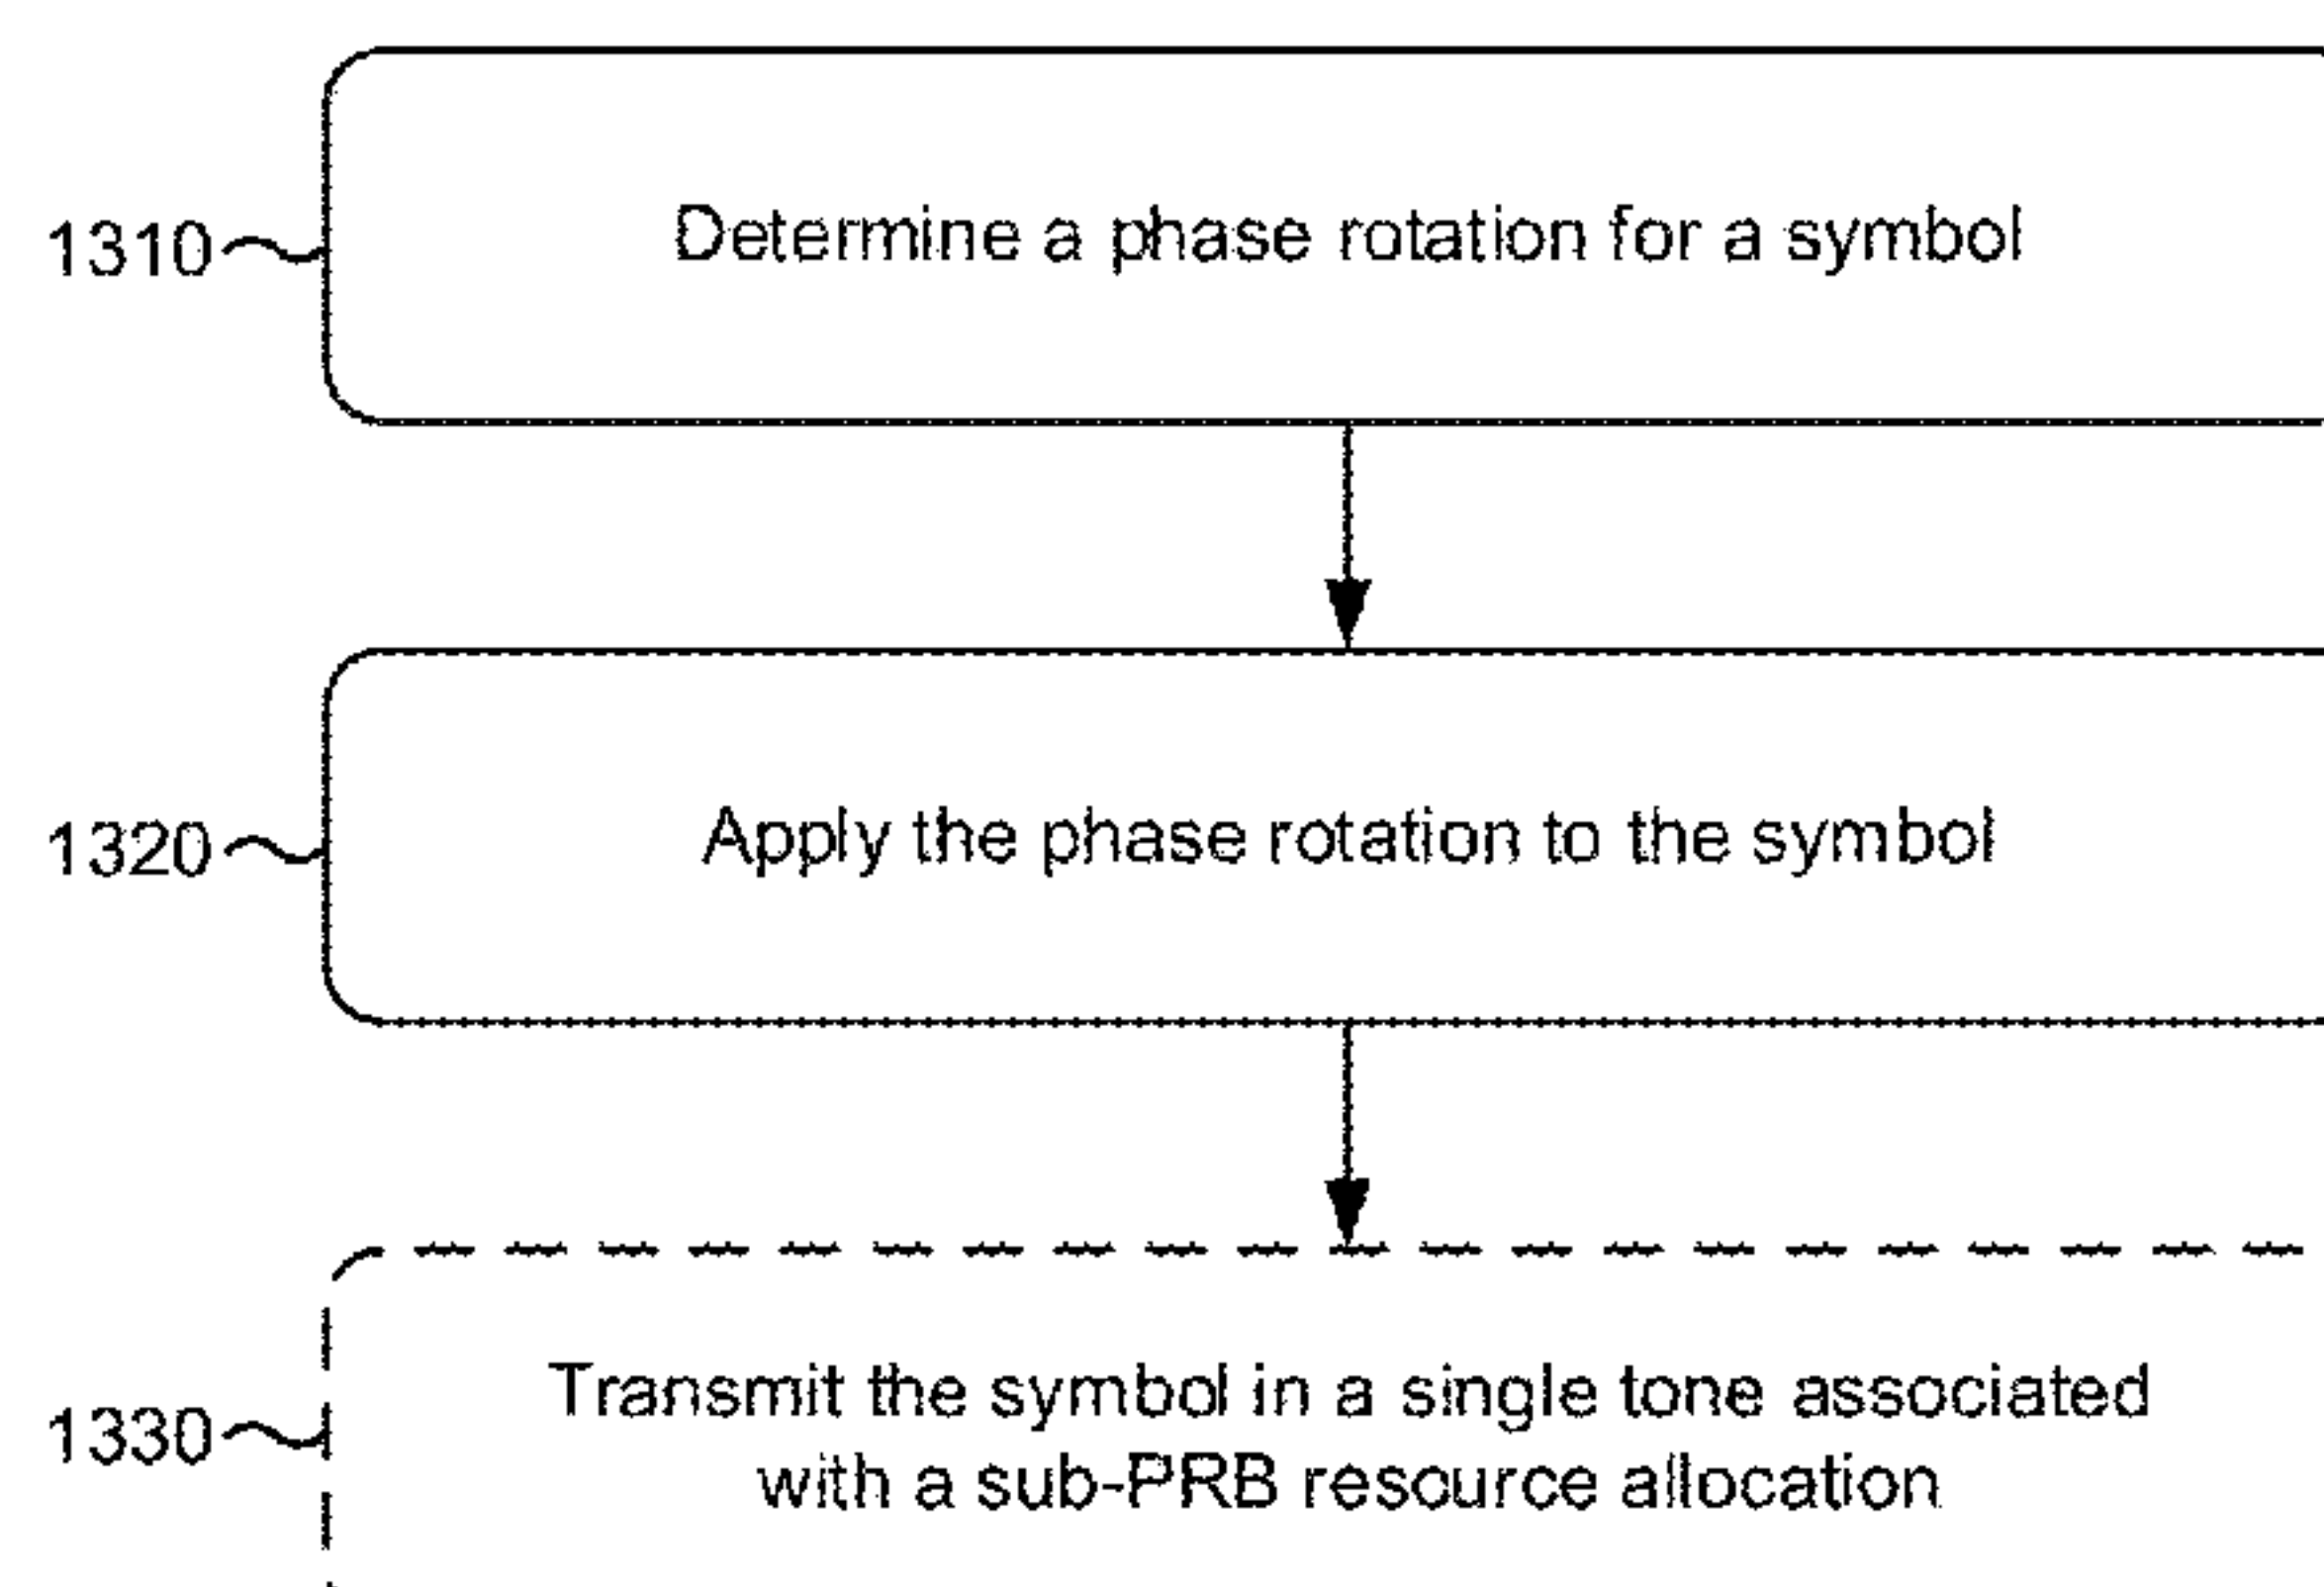 1310
Determine a phase rotation for a symbol
1320
Apply the phase rotation to the symbol
1330
Transmit the symbol in a single tone associated
with a sub-PRB resource allocation